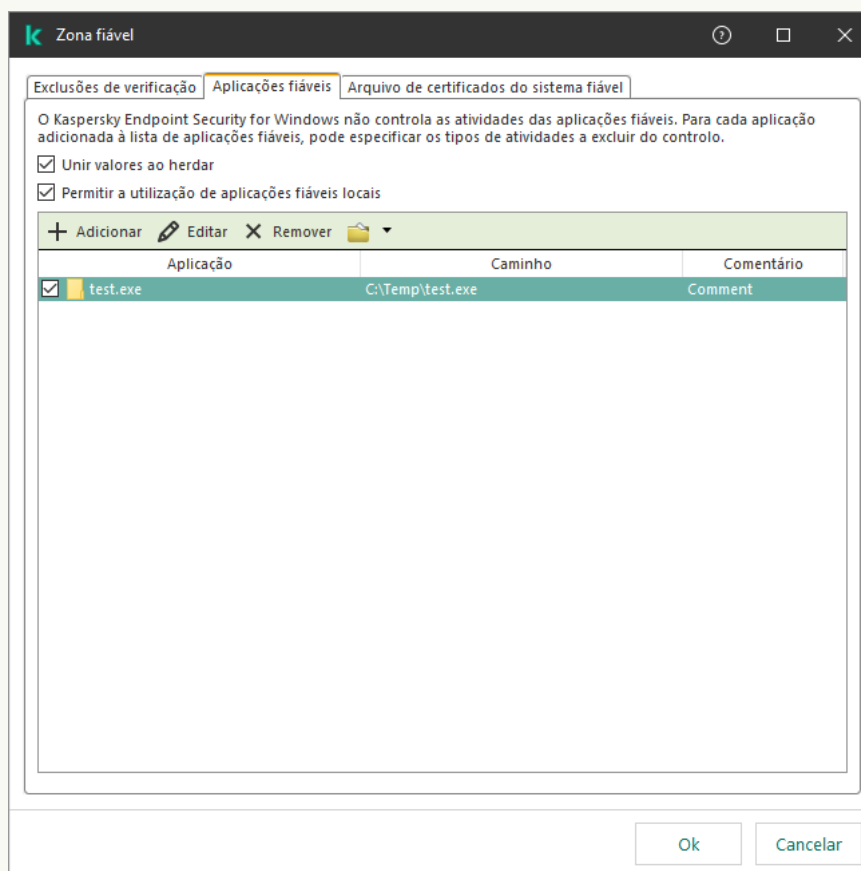 Zona fiável
Exclusões de verificação Aplicações fiáveis Arquivo de certificados do sistema fiável
O Kaspersky Endpoint Security for Windows não controla as atividades das aplicações fiáveis. Para cada aplicação
adicionada à lista de aplicações fiáveis, pode especificar os tipos de atividades a excluir do controlo.
Unir valores ao herdar
Permitir a utilização de aplicações fiáveis locais
Adicionar Editar Remover
Aplicação Caminho Comentário
test.exe C:\Temp\test.exe Comment
Ok Cancelar